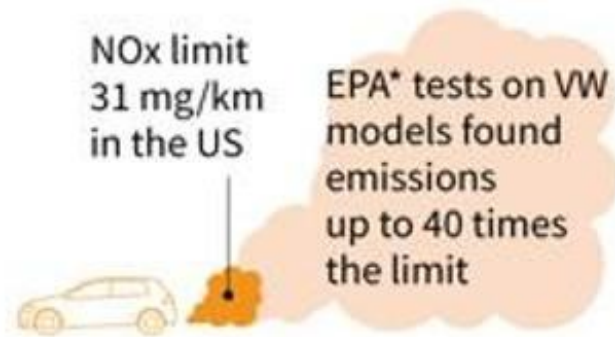 NOx limit
31 mg/km
in the US
EPA* tests on VW
models found
emissions
up to 40 times
the limit